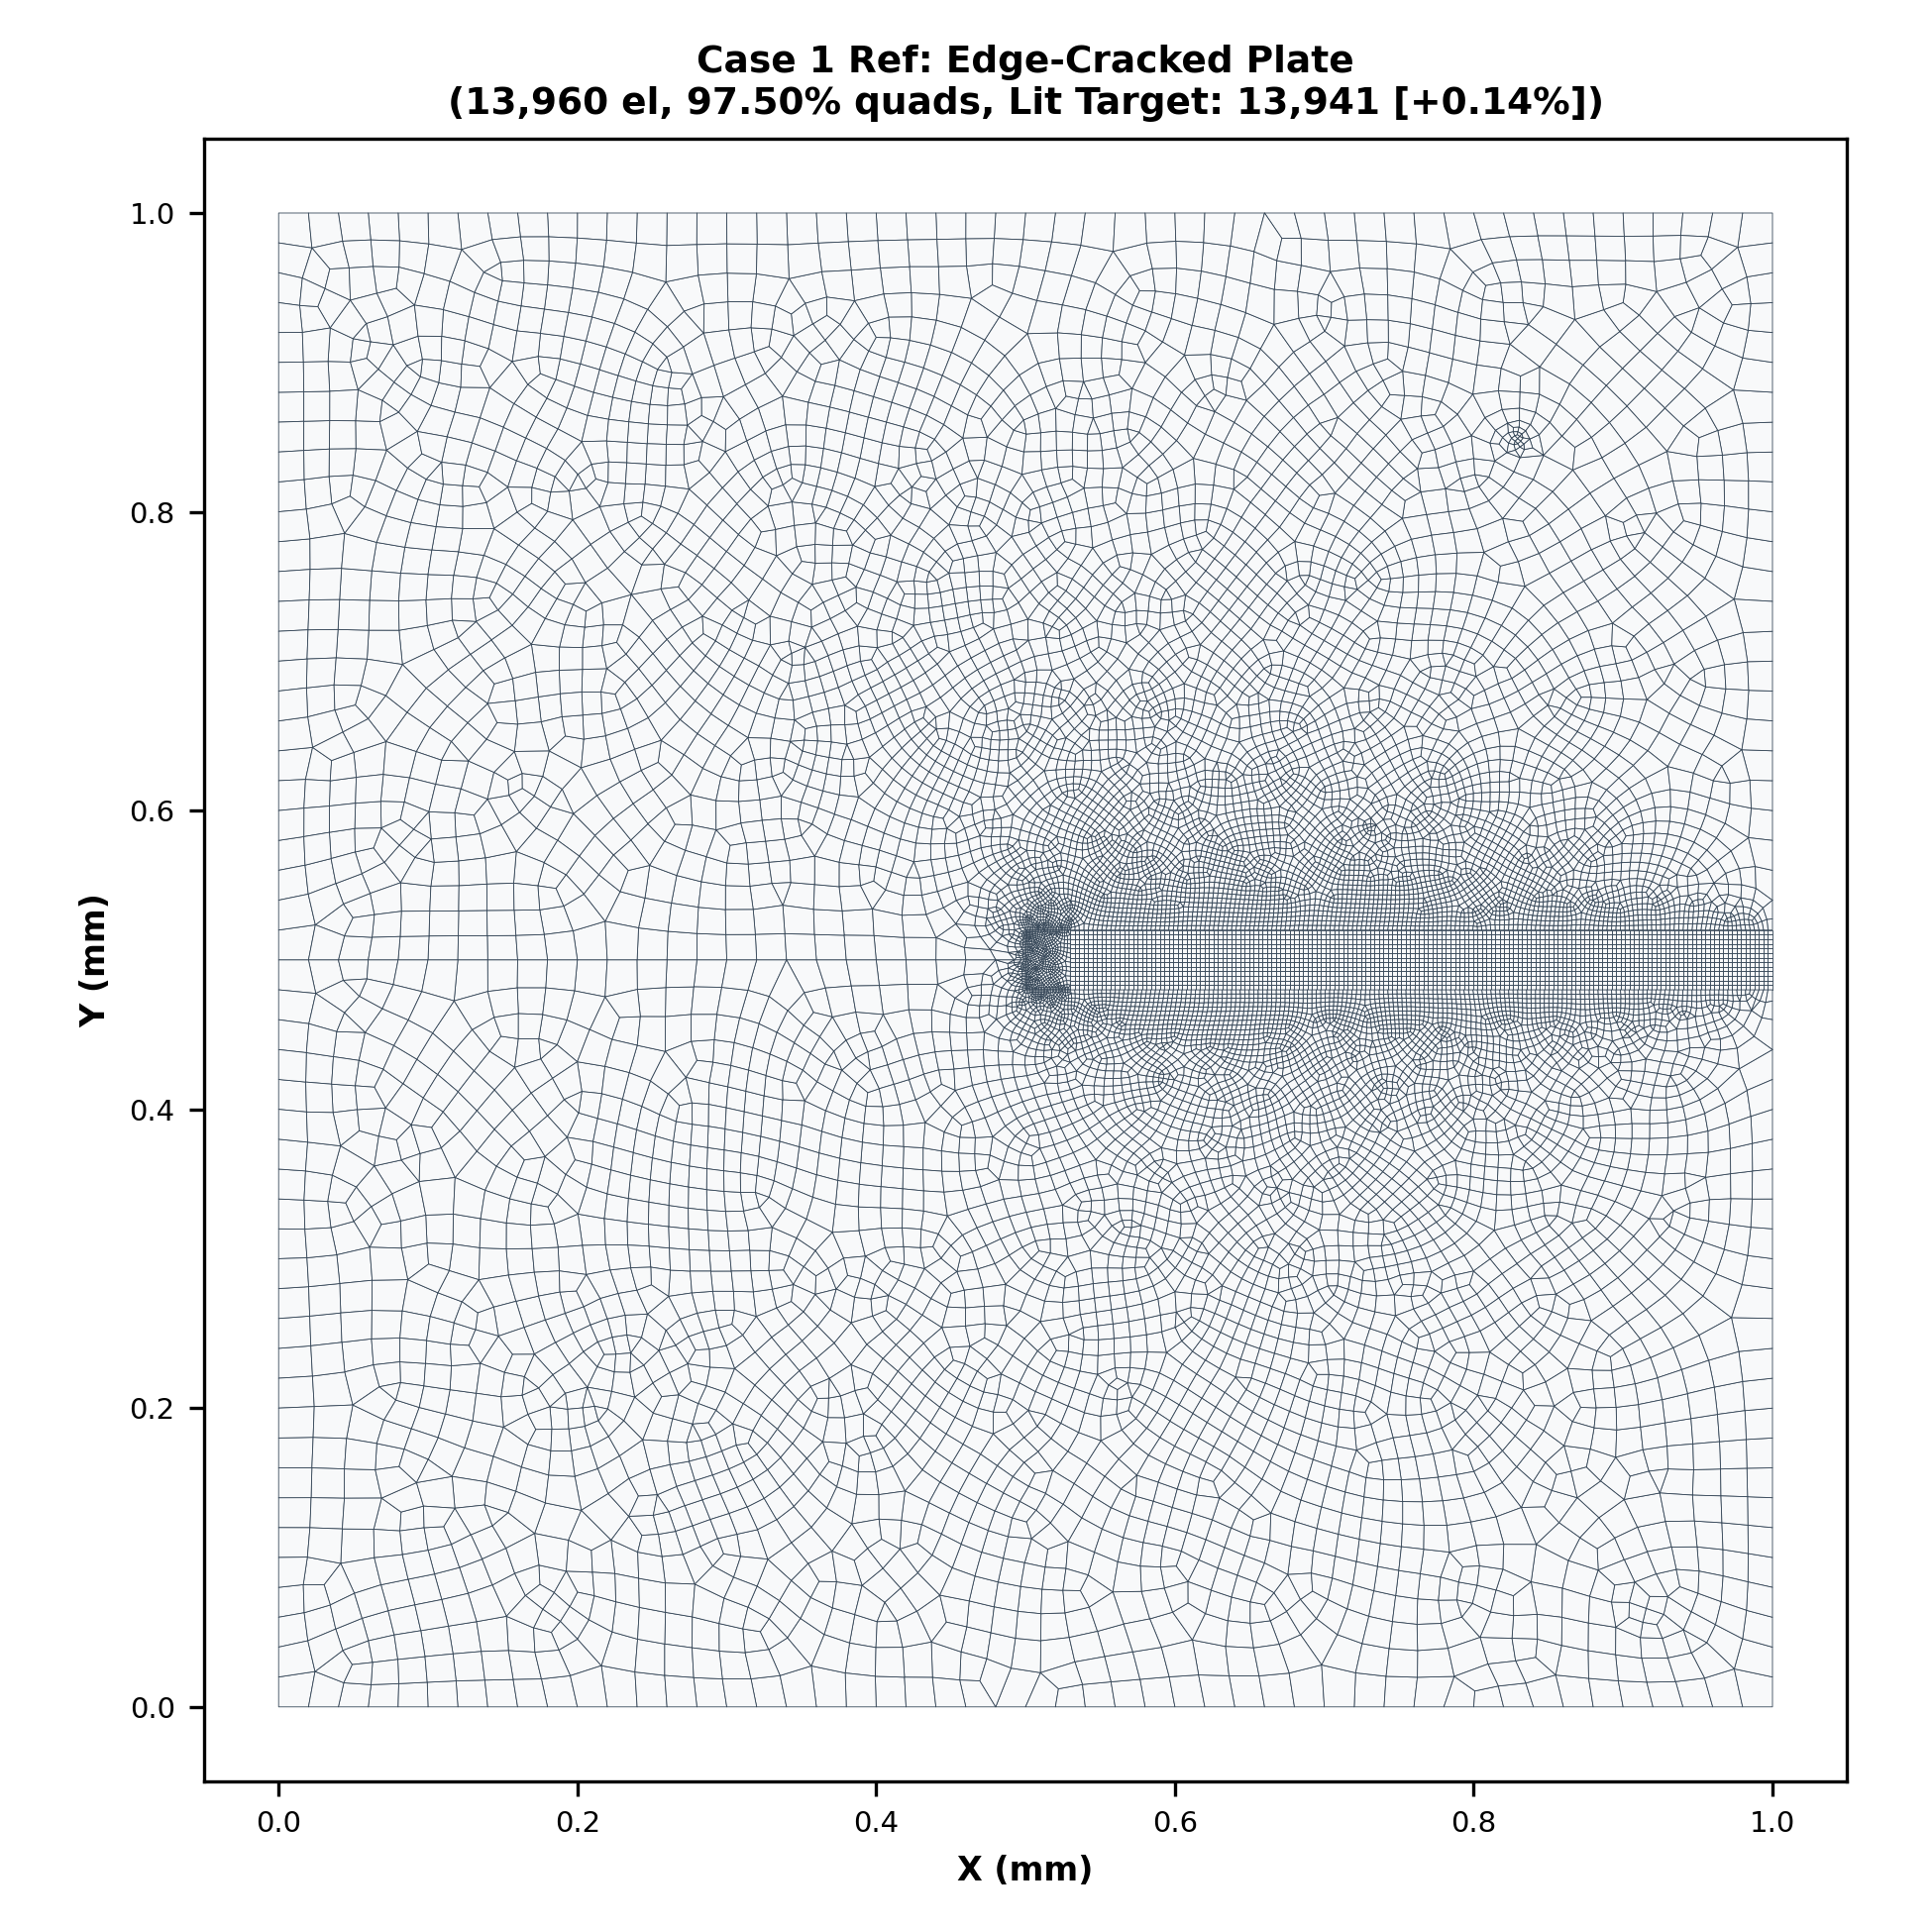 Case 1 Ref: Edge-Cracked Plate
(13,960 el, 97.50% quads, Lit Target: 13,941 [+0.14%])
1.0
0.8
0.6
0.4
0.2
0.0
Y (mm)
0.0 0.2 0.4 0.6 0.8 1.0
X (mm)